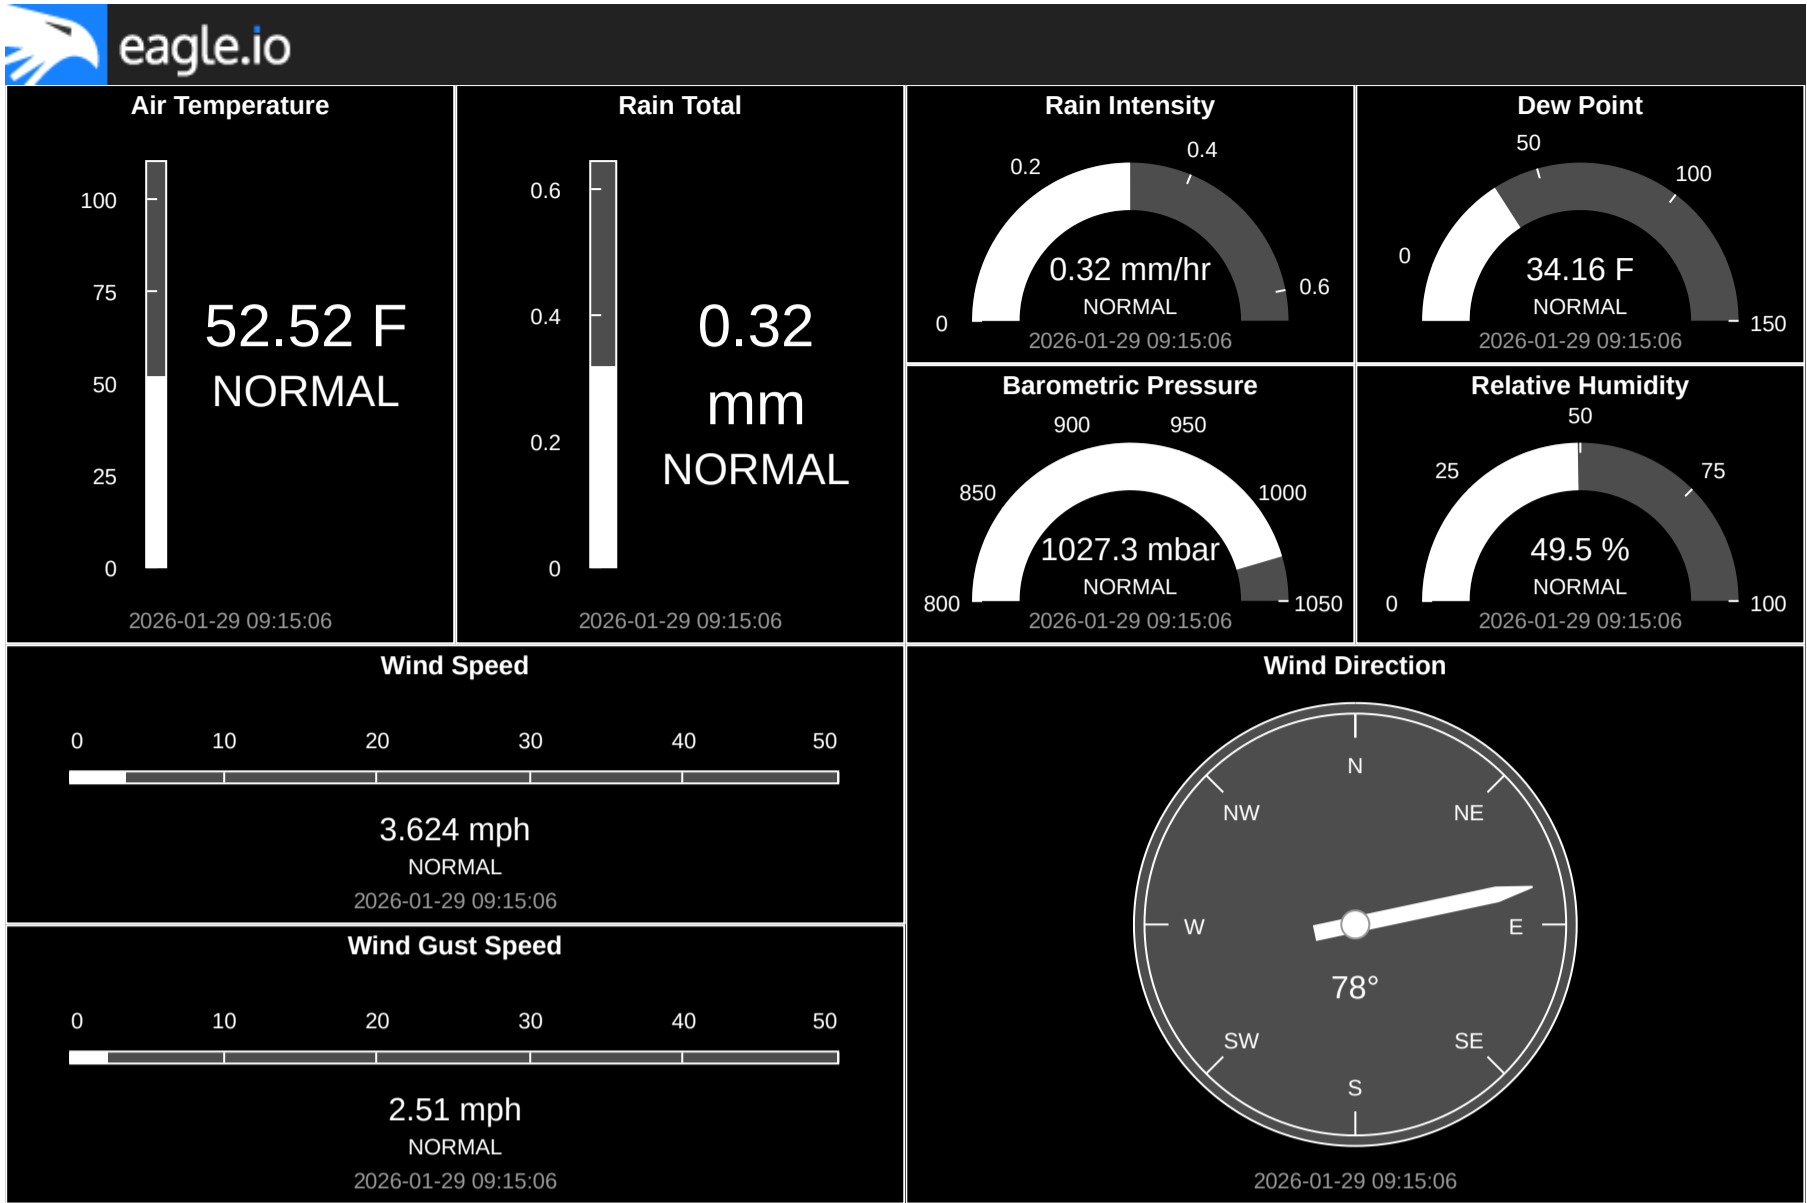 eagle.io
Air Temperature
100
75
50
25
0
52.52 F
NORMAL
2026-01-29 09:15:06
Rain Total
0.6
0.4
0.2
0
0.32
mm
NORMAL
2026-01-29 09:15:06
Rain Intensity
0
0.2
0.4
0.6
0.32 mm/hr
NORMAL
2026-01-29 09:15:06
Dew Point
0
50
100
150
34.16 F
NORMAL
2026-01-29 09:15:06
Barometric Pressure
800
850
900
950
1000
1050
1027.3 mbar
NORMAL
2026-01-29 09:15:06
Relative Humidity
0
25
50
75
100
49.5 %
NORMAL
2026-01-29 09:15:06
Wind Speed
0 10 20 30 40 50
3.624 mph
NORMAL
2026-01-29 09:15:06
Wind Gust Speed
0 10 20 30 40 50
2.51 mph
NORMAL
2026-01-29 09:15:06
Wind Direction
N
NW NE
W E
78°
SW SE
S
2026-01-29 09:15:06